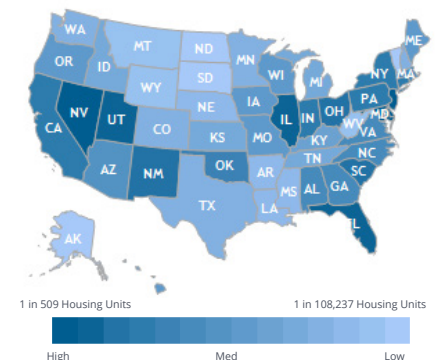 WA
MT
ND
ME
OR
ID
MN
WI
MI
NY
MA
SD
WY
NE
IA
PA
NV
UT
CO
IL
IN
OH
MD
WV
VA
CA
KS
MO
KY
NC
AZ
NM
OK
TN
SC
AR
MS
AL
GA
TX
LA
FL
AK
1 in 509 Housing Units 1 in 108,237 Housing Units
High Med Low